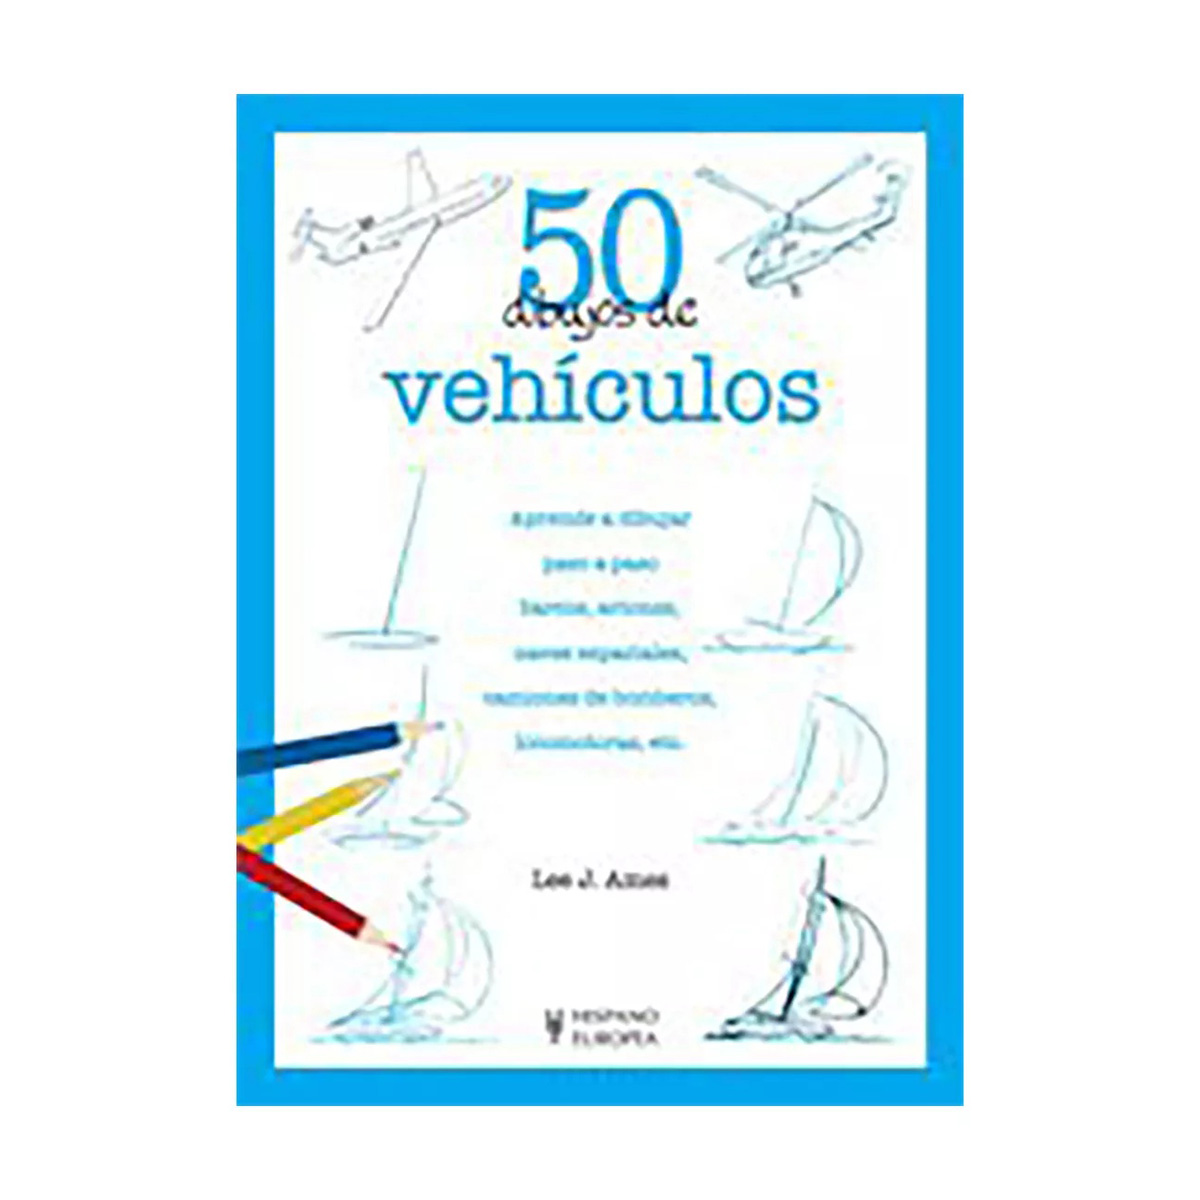 50
dibujos de
vehículos
Aprende a dibujar
paso a paso
barcos, aviones,
naves espaciales,
camiones de bomberos,
locomotoras, etc.
Lee J. Ames
HISPANO
EUROPEA